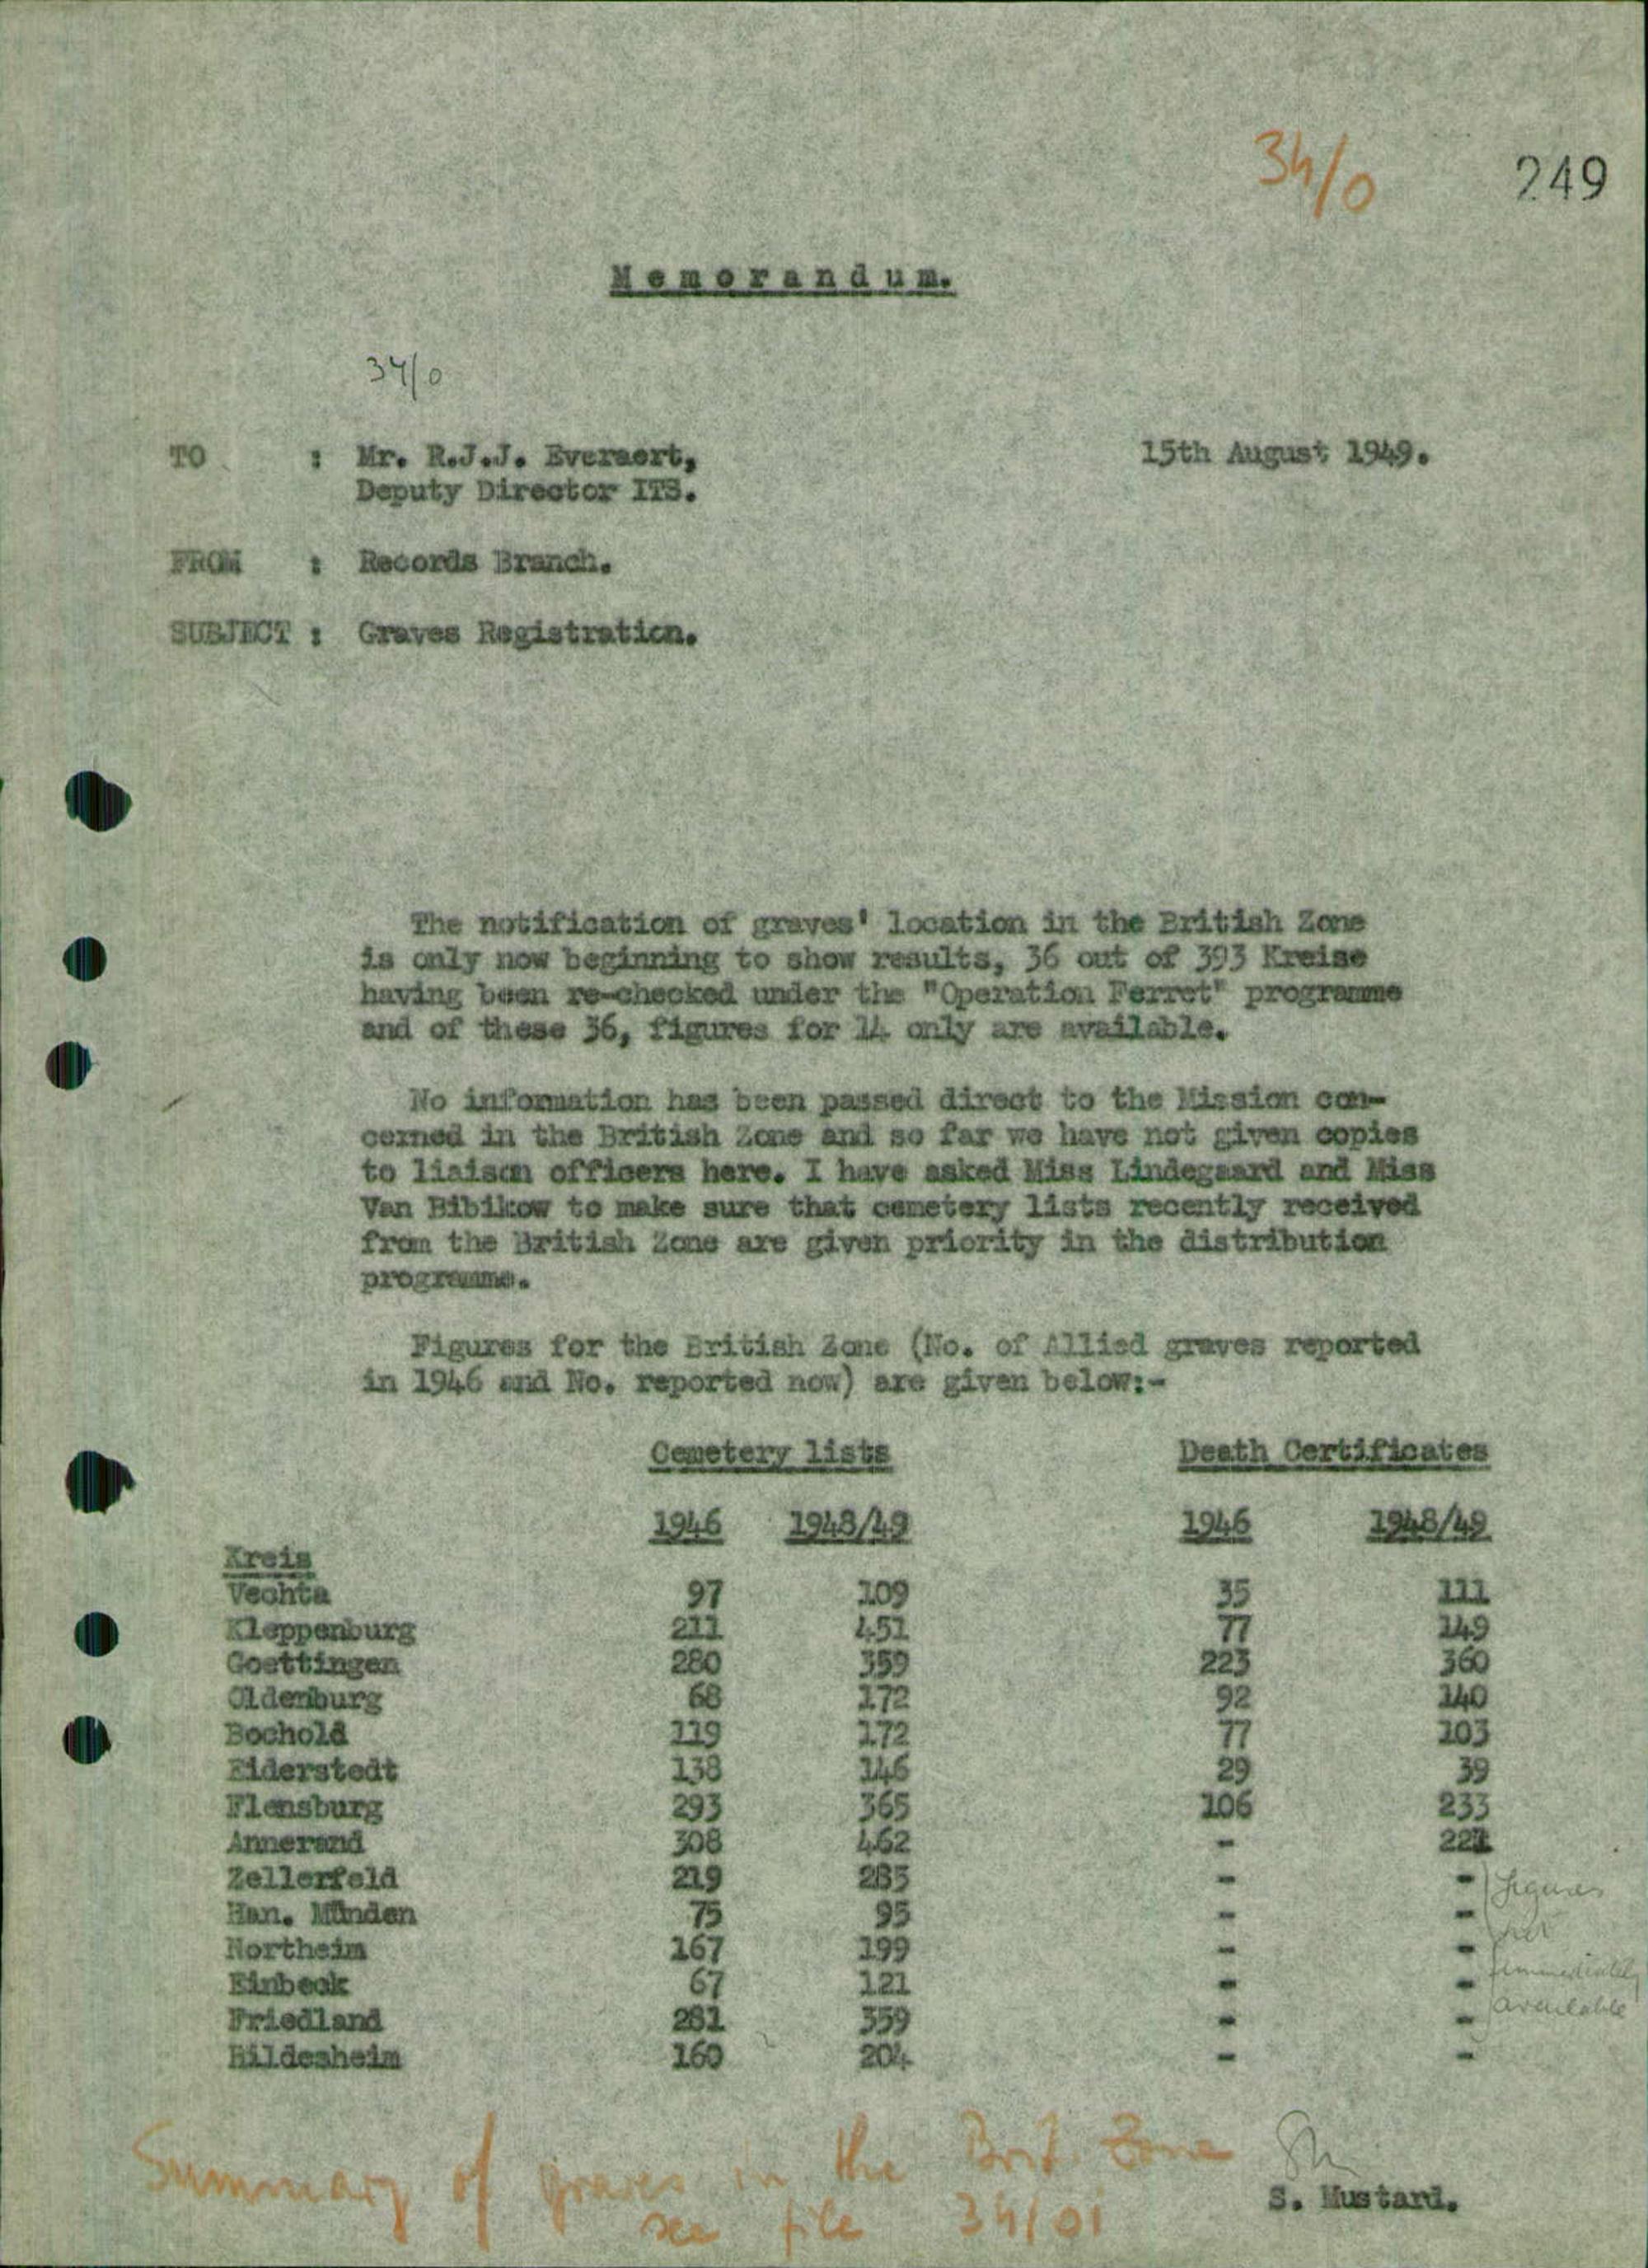 34/0
249
Memorandum.
34/0
TO : Mr. R.J.J. Everaert, 15th August 1949.
Deputy Director ITS.
FROM : Records Branch.
SUBJECT : Graves Registration.
The notification of graves' location in the British Zone
is only now beginning to show results, 36 out of 393 Kreise
having been re-checked under the "Operation Ferret" programme
and of these 36, figures for 14 only are available.
No information has been passed direct to the Mission con-
cerned in the British Zone and so far we have not given copies
to liaison officers here. I have asked Miss Lindegaard and Miss
Van Bibikow to make sure that cemetery lists recently received
from the British Zone are given priority in the distribution
programme.
Figures for the British Zone (No. of Allied graves reported
in 1946 and No. reported now) are given below:-
Cemetery lists Death Certificates
1946 1948/49 1946 1948/49
Kreis
Vechta 97 109 35 111
Kleppenburg 211 451 77 149
Goettingen 280 359 223 360
Oldenburg 68 172 92 140
Bochold 119 172 77 103
Eiderstedt 138 146 29 39
Flensburg 293 365 106 233
Annerand 308 462 -
Zellerfeld 219 285 - - figures
Han. Münden 75 95 - - not
Northeim 167 199 - -
Einbeck 67 121 - - immediately
Friedland 281 359 - - available
Hildesheim 160 204 - -
Summary of graves in the Brit. Zone
see file 34/01
S. Mustard.